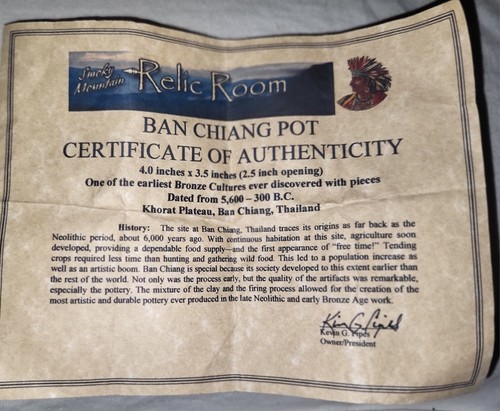 Smoky
Mountain
Relic Room
BAN CHIANG POT
CERTIFICATE OF AUTHENTICITY
4.0 inches x 3.5 inches (2.5 inch opening)
One of the earliest Bronze Cultures ever discovered with pieces
Dated from 5,600 – 300 B.C.
Khorat Plateau, Ban Chiang, Thailand
History: The site at Ban Chiang, Thailand traces its origins as far back as the
Neolithic period, about 6,000 years ago. With continuous habitation at this site, agriculture soon
developed, providing a dependable food supply—and the first appearance of "free time!" Tending
crops required less time than hunting and gathering wild food. This led to a population increase as
well as an artistic boom. Ban Chiang is special because its society developed to this extent earlier than
the rest of the world. Not only was the process early, but the quality of the artifacts was remarkable,
especially the pottery. The mixture of the clay and the firing process allowed for the creation of the
most artistic and durable pottery ever produced in the late Neolithic and early Bronze Age work.
Kin G. Pipes
Kevin G. Pipes
Owner/President